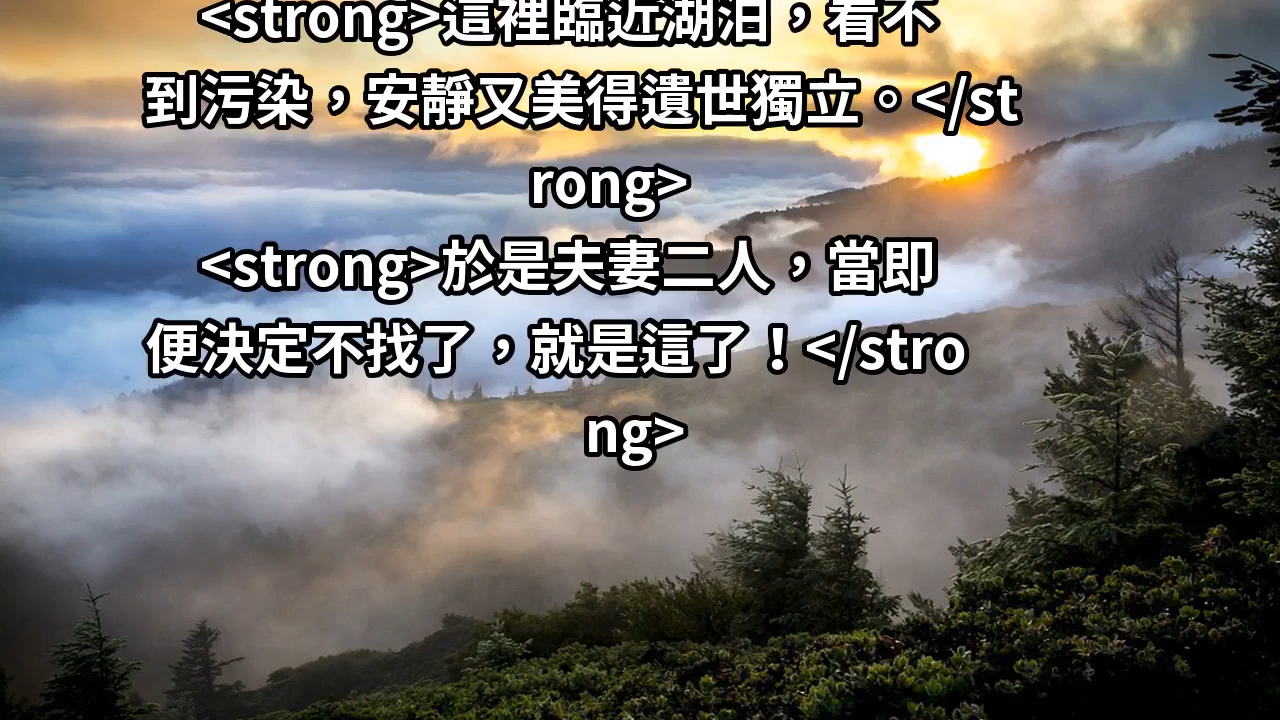 <strong>這裡臨近湖泊，看不
到污染，安靜又美得遺世獨立。</st
rong>
<strong>於是夫妻二人，當即
便決定不找了，就是這了！</stro
ng>